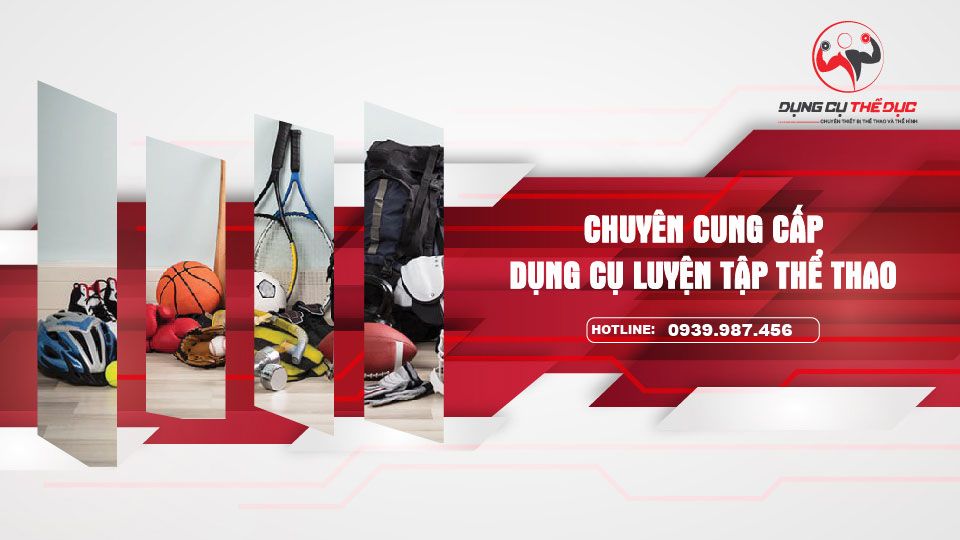 DỤNG CỤ THỂ DỤC
CHUYÊN THIẾT BỊ THỂ THAO VÀ THỂ HÌNH
CHUYÊN CUNG CẤP
DỤNG CỤ LUYỆN TẬP THỂ THAO
HOTLINE: 0939.987.456